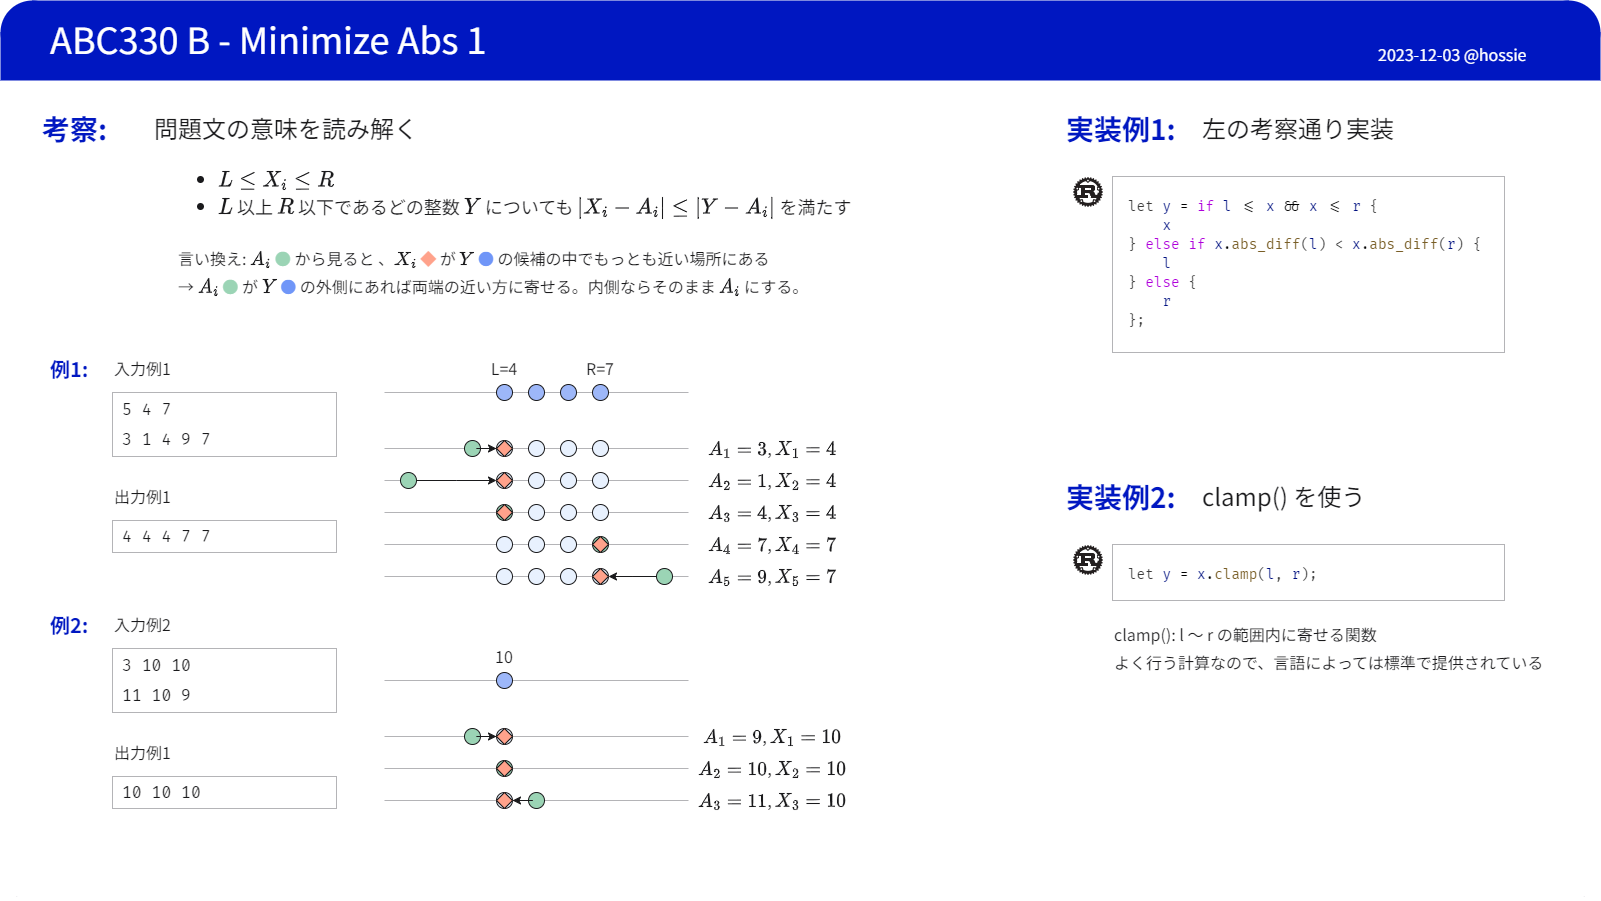 ABC330 B - Minimize Abs 1
2023-12-03 @hossie
考察:
問題文の意味を読み解く
• L ≤ X_i ≤ R
• L 以上 R 以下であるどの整数 Y についても |X_i − A_i| ≤ |Y − A_i| を満たす
言い換え: A_i から見ると 、X_i が Y の候補の中でもっとも近い場所にある
→ A_i が Y の外側にあれば両端の近い方に寄せる。内側ならそのまま A_i にする。
例1:
入力例1
5 4 7
3 1 4 9 7
出力例1
4 4 4 7 7
L=4
R=7
A_1 = 3, X_1 = 4
A_2 = 1, X_2 = 4
A_3 = 4, X_3 = 4
A_4 = 7, X_4 = 7
A_5 = 9, X_5 = 7
例2:
入力例2
3 10 10
11 10 9
出力例1
10 10 10
10
A_1 = 9, X_1 = 10
A_2 = 10, X_2 = 10
A_3 = 11, X_3 = 10
実装例1:
左の考察通り実装
R
let y = if l <= x && x <= r {
x
} else if x.abs_diff(l) < x.abs_diff(r) {
l
} else {
r
};
実装例2:
clamp() を使う
R
let y = x.clamp(l, r);
clamp(): l ～ r の範囲内に寄せる関数
よく行う計算なので、言語によっては標準で提供されている